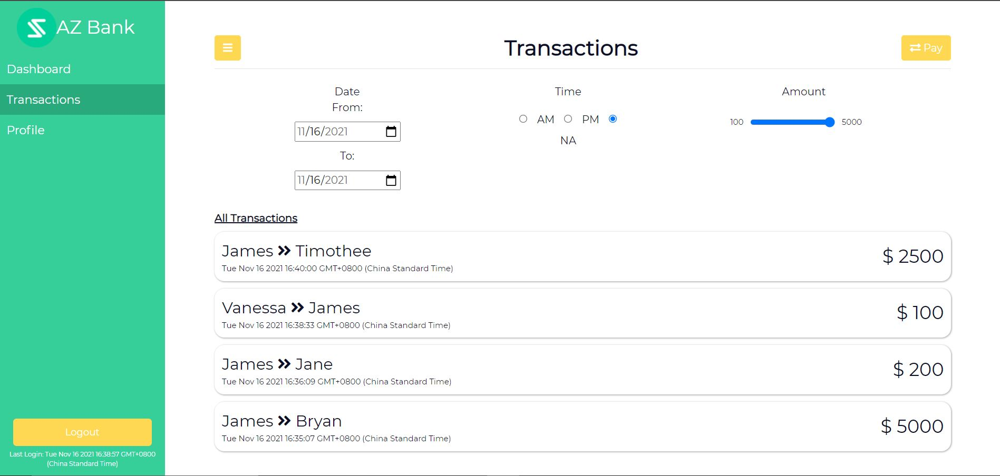 AZ Bank
Dashboard
Transactions
Profile
Logout
Last Login: Tue Nov 16 2021 16:38:57 GMT+0800
(China Standard Time)
Transactions
Pay
Date
From:
11/16/2021
To:
11/16/2021
Time
AM PM
NA
Amount
100 5000
All Transactions
James » Timothee
$ 2500
Tue Nov 16 2021 16:40:00 GMT+0800 (China Standard Time)
Vanessa » James
$ 100
Tue Nov 16 2021 16:38:33 GMT+0800 (China Standard Time)
James » Jane
$ 200
Tue Nov 16 2021 16:36:09 GMT+0800 (China Standard Time)
James » Bryan
$ 5000
Tue Nov 16 2021 16:35:07 GMT+0800 (China Standard Time)